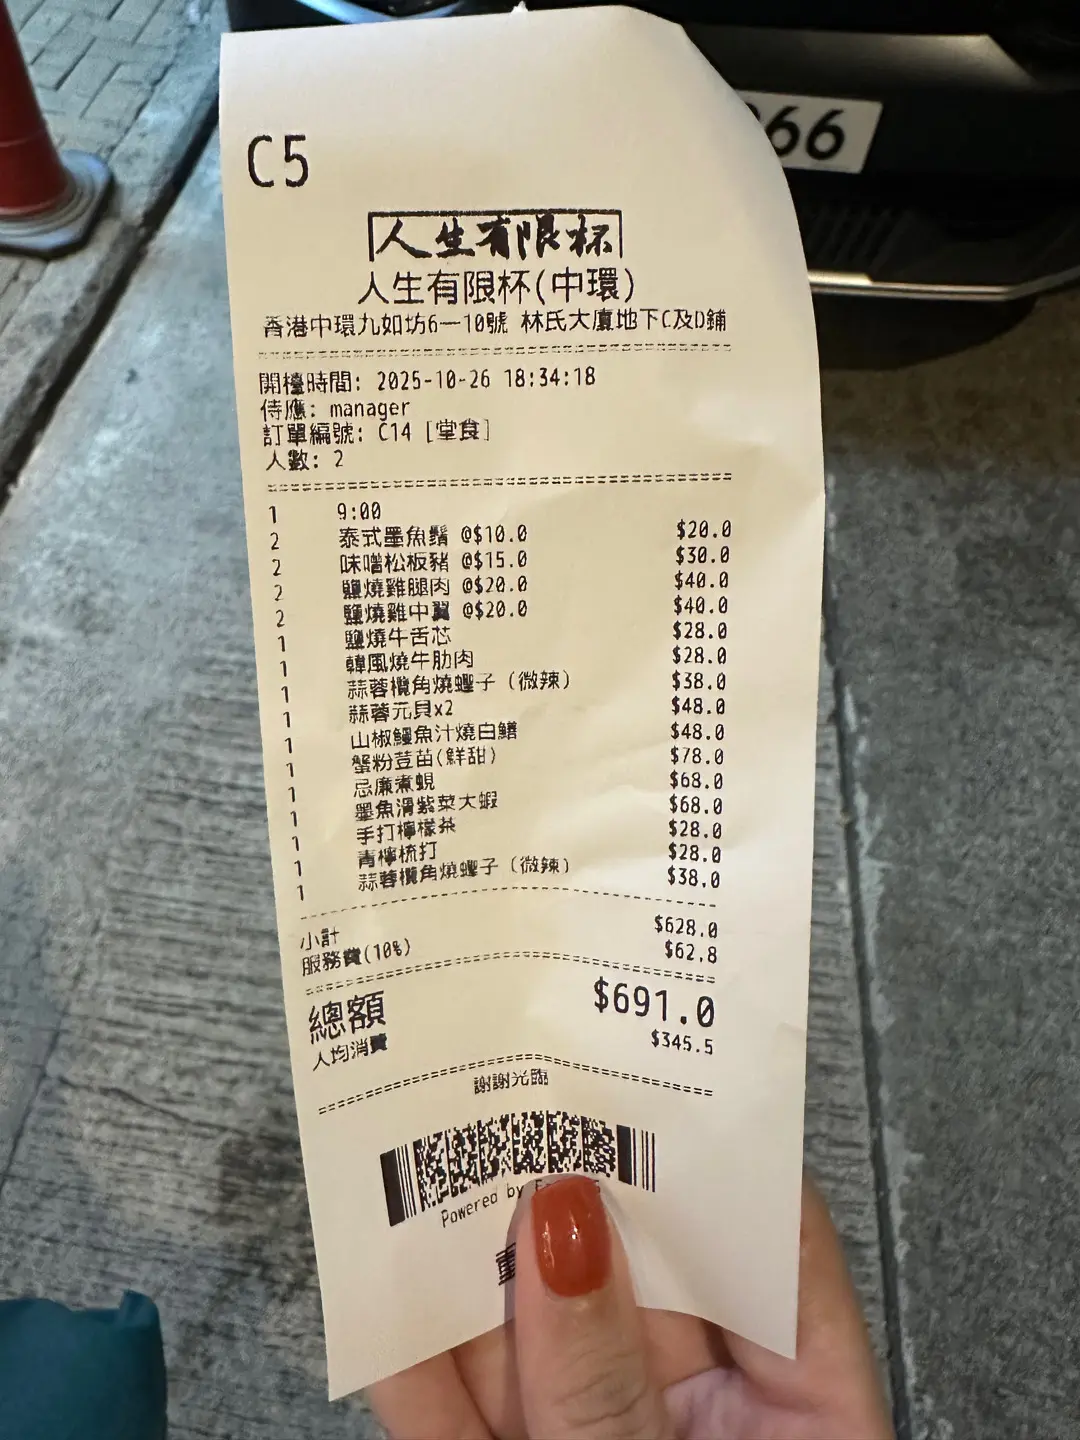 66
C5
人生有限杯
人生有限杯(中環)
香港中環九如坊6一10號 林氏大廈地下C及D鋪
開檯時間: 2025-10-26 18:34:18
侍應: manager
訂單編號: C14 [堂食]
人數: 2
1 9:00
2 泰式墨魚鬚 @$10.0 $20.0
2 味噌松板豬 @$15.0 $30.0
2 鹽燒雞腿肉 @$20.0 $40.0
2 鹽燒雞中翼 @$20.0 $40.0
1 鹽燒牛舌芯 $28.0
1 韓風燒牛肋肉 $28.0
1 蒜蓉欖角燒蟶子 (微辣) $38.0
1 蒜蓉元貝x2 $48.0
1 山椒鰻魚汁燒白鱔 $48.0
1 蟹粉荳苗(鮮甜) $78.0
1 忌廉煮蜆 $68.0
1 墨魚滑紫菜大蝦 $68.0
1 手打檸檬茶 $28.0
1 青檸梳打 $28.0
1 蒜蓉欖角燒蟶子 (微辣) $38.0
小計 $628.0
服務費(10%) $62.8
總額 $691.0
人均消費 $345.5
謝謝光臨
Powered by